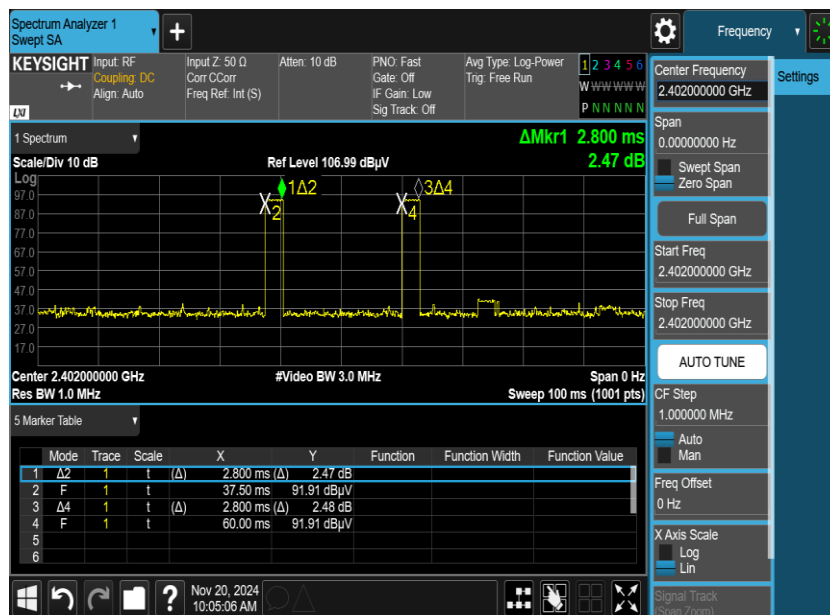 Spectrum Analyzer 1
Swept SA
+
Frequency
KEYSIGHT
Input: RF
Coupling: DC
Align: Auto
Input Z: 50 Ω
Corr CCorr
Freq Ref: Int (S)
Atten: 10 dB
PNO: Fast
Gate: Off
IF Gain: Low
Sig Track: Off
Avg Type: Log-Power
Trig: Free Run
1 2 3 4 5 6
W W W W W W
P N N N N N
LXI
Center Frequency
2.402000000 GHz
Settings
Span
0.00000000 Hz
Swept Span
Zero Span
Full Span
Start Freq
2.402000000 GHz
Stop Freq
2.402000000 GHz
AUTO TUNE
CF Step
1.000000 MHz
Auto
Man
Freq Offset
0 Hz
X Axis Scale
Log
Lin
Signal Track
(Span Zoom)
1 Spectrum
ΔMkr1 2.800 ms
2.47 dB
Scale/Div 10 dB
Ref Level 106.99 dBµV
Log
97.0
87.0
77.0
67.0
57.0
47.0
37.0
27.0
17.0
1Δ2
2
3Δ4
4
Center 2.402000000 GHz
#Video BW 3.0 MHz
Span 0 Hz
Res BW 1.0 MHz
Sweep 100 ms (1001 pts)
5 Marker Table
Mode Trace Scale X Y Function Function Width Function Value
1 Δ2 1 t (Δ) 2.800 ms (Δ) 2.47 dB
2 F 1 t 37.50 ms 91.91 dBµV
3 Δ4 1 t (Δ) 2.800 ms (Δ) 2.48 dB
4 F 1 t 60.00 ms 91.91 dBµV
5
6
?
Nov 20, 2024
10:05:06 AM